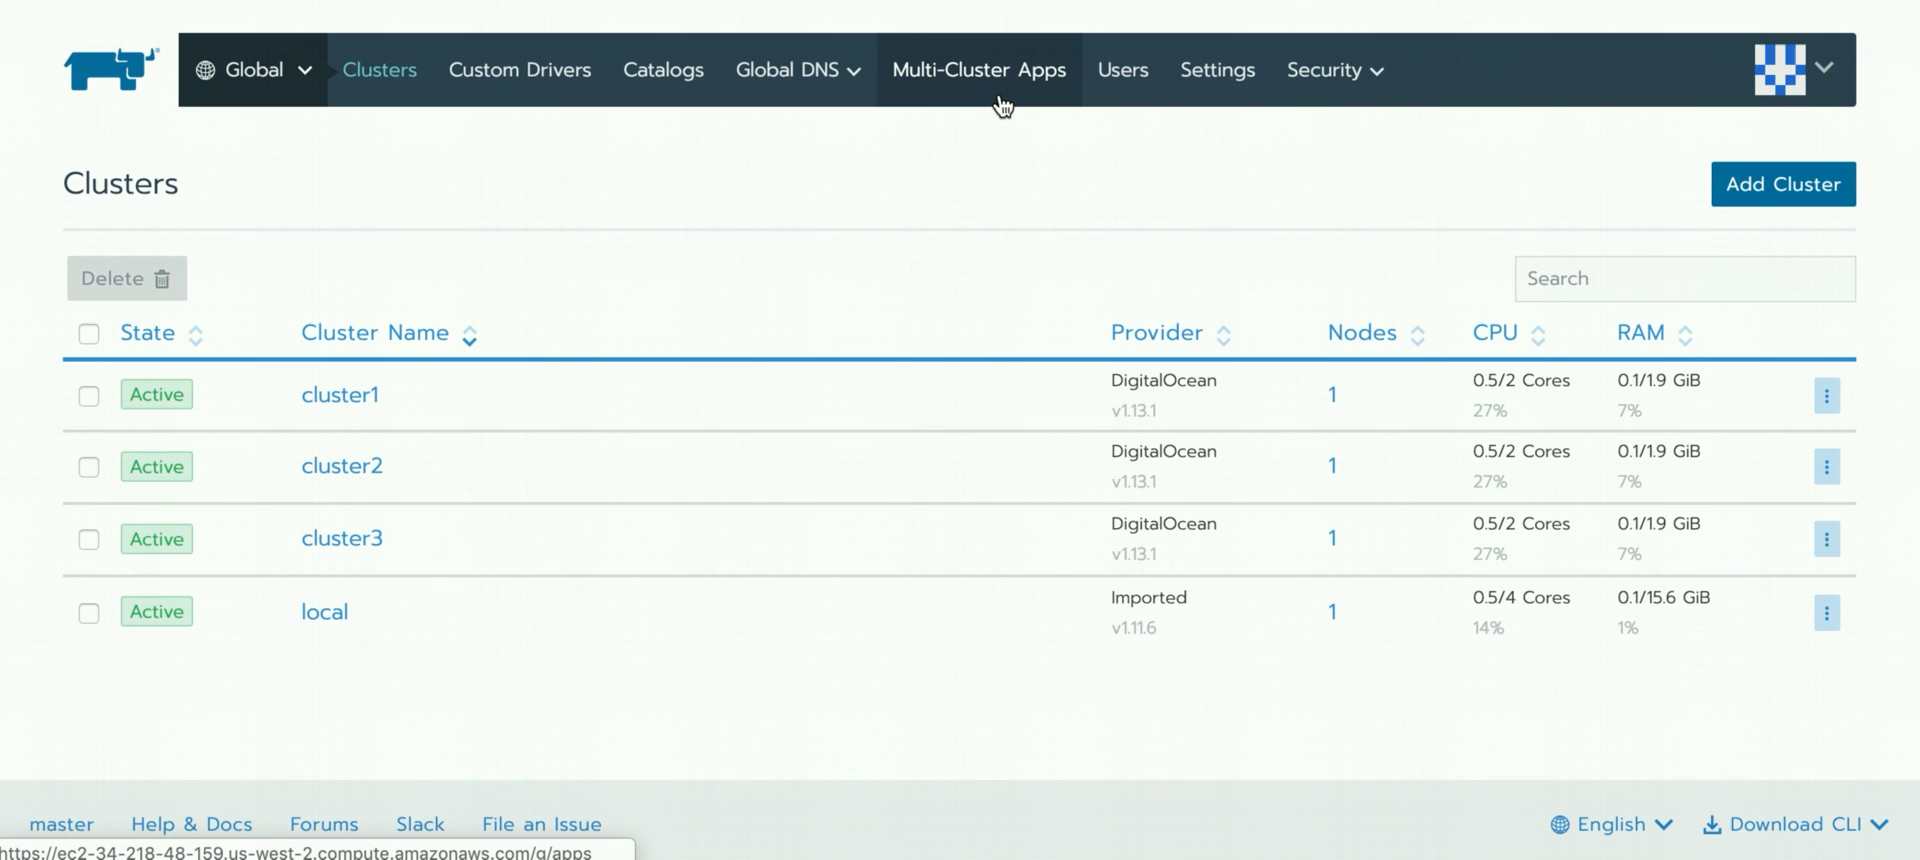 Global Clusters Custom Drivers Catalogs Global DNS Multi-Cluster Apps Users Settings Security
Clusters
Add Cluster
Delete
Search
State Cluster Name Provider Nodes CPU RAM
Active cluster1 DigitalOcean 1 0.5/2 Cores 0.1/1.9 GiB
v1.13.1 27% 7%
Active cluster2 DigitalOcean 1 0.5/2 Cores 0.1/1.9 GiB
v1.13.1 27% 7%
Active cluster3 DigitalOcean 1 0.5/2 Cores 0.1/1.9 GiB
v1.13.1 27% 7%
Active local Imported 1 0.5/4 Cores 0.1/15.6 GiB
v1.11.6 14% 1%
master Help & Docs Forums Slack File an Issue English Download CLI
https://ec2-34-218-48-159.us-west-2.compute.amazonaws.com/g/apps